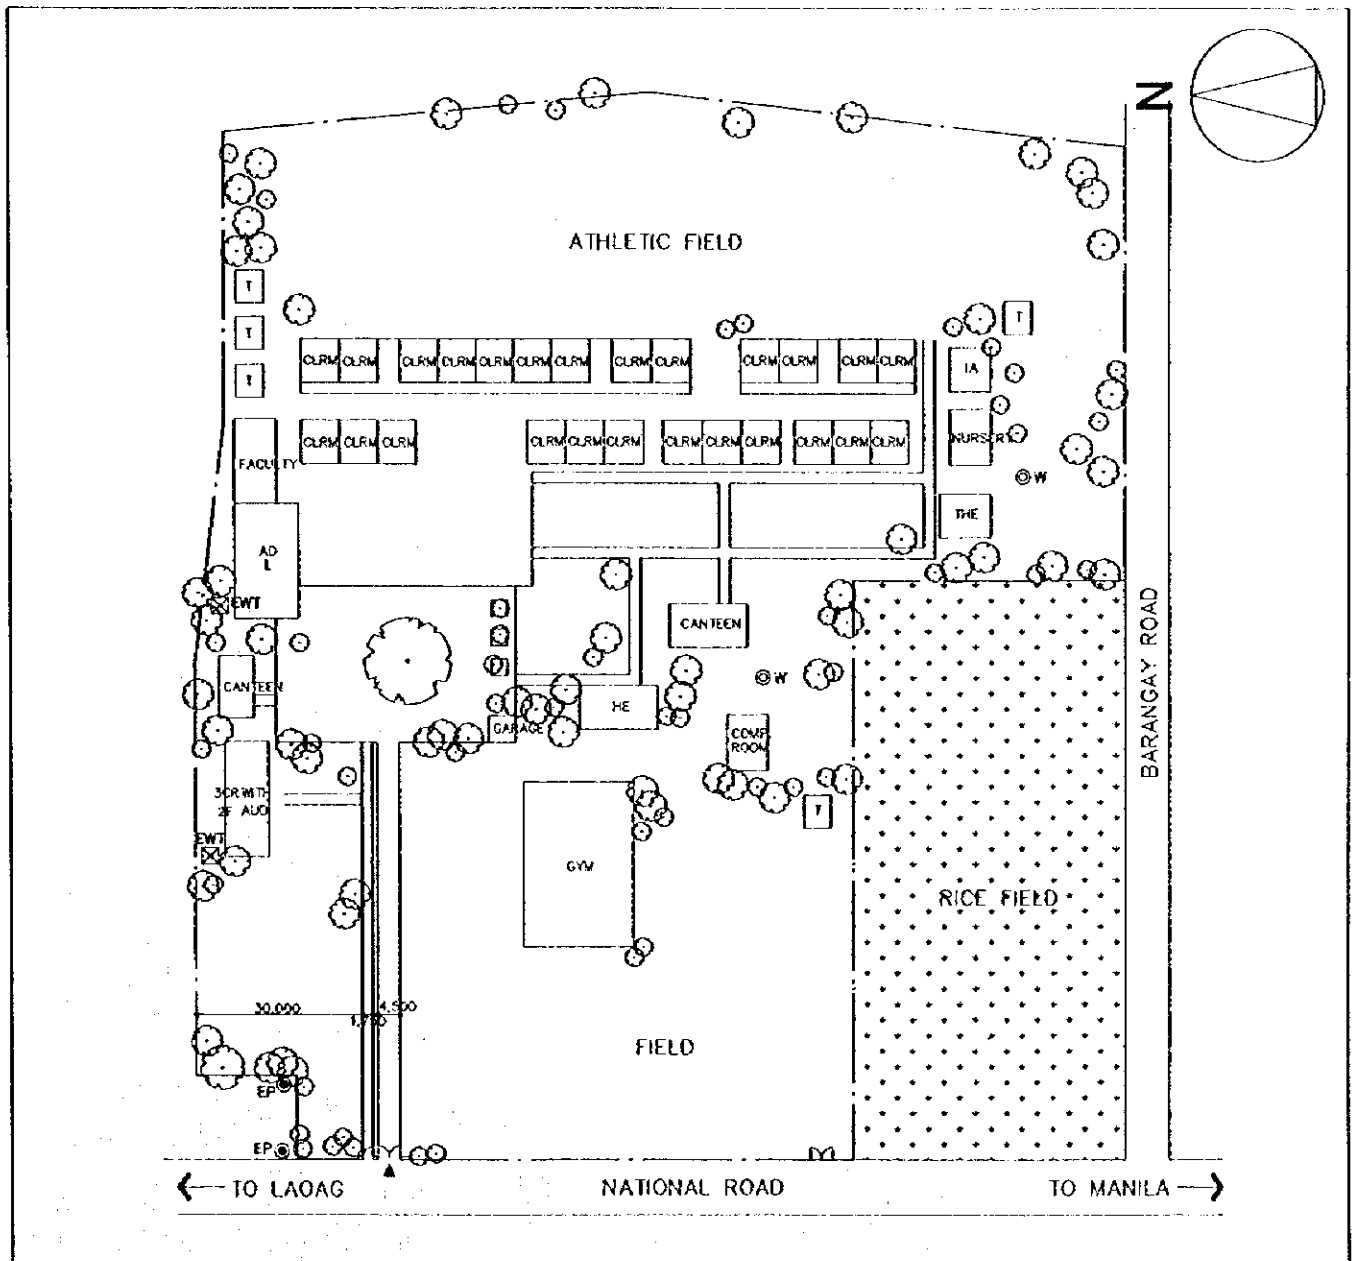 N
ATHLETIC FIELD
T
T
T
T
CLRM CLRM CLRM CLRM CLRM CLRM CLRM CLRM CLRM CLRM CLRM CLRM CLRM
IA
CLRM CLRM CLRM CLRM CLRM CLRM CLRM CLRM CLRM CLRM CLRM CLRM
NURSERY
FACULTY
W
THE
AD
L
EWT
CANTEEN
W
CANTEEN
HE
GARAGE
COMP
ROOM
BARANGAY ROAD
3CR WITH
2F AUD
T
EWT
GYM
RICE FIELD
30,000
4,500
1,750
FIELD
EP
EP
TO LAOAG
NATIONAL ROAD
TO MANILA